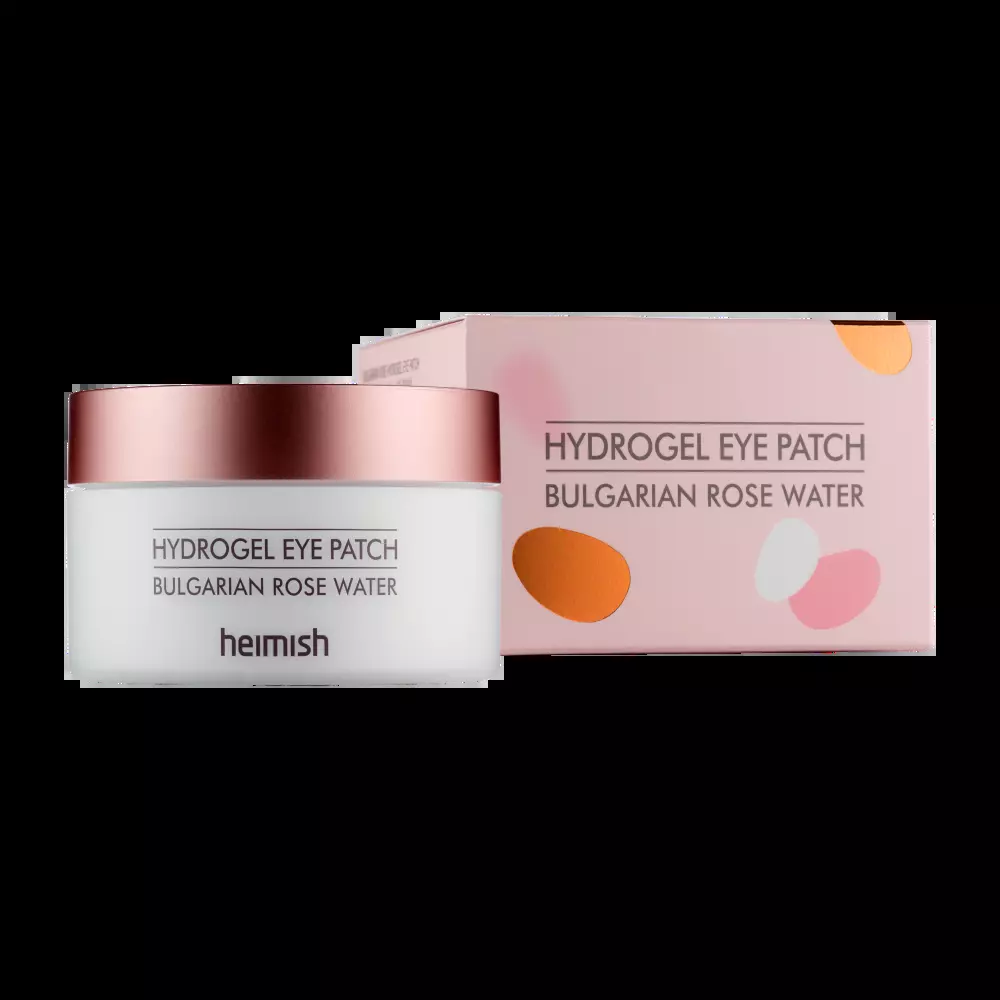 HYDROGEL EYE PATCH
BULGARIAN ROSE WATER
heimish
HYDROGEL EYE PATCH
BULGARIAN ROSE WATER